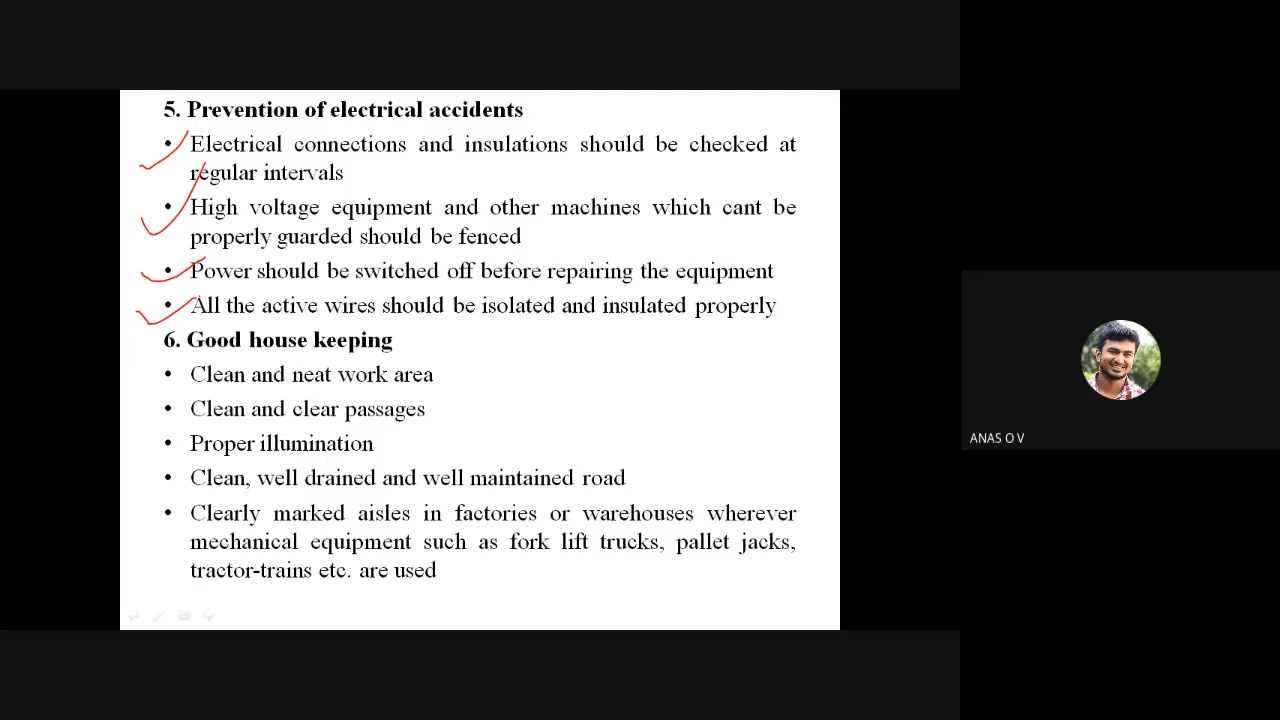 5. Prevention of electrical accidents
• Electrical connections and insulations should be checked at
regular intervals
• High voltage equipment and other machines which cant be
properly guarded should be fenced
• Power should be switched off before repairing the equipment
• All the active wires should be isolated and insulated properly
6. Good house keeping
• Clean and neat work area
• Clean and clear passages
• Proper illumination
• Clean, well drained and well maintained road
• Clearly marked aisles in factories or warehouses wherever
mechanical equipment such as fork lift trucks, pallet jacks,
tractor-trains etc. are used
ANAS O V